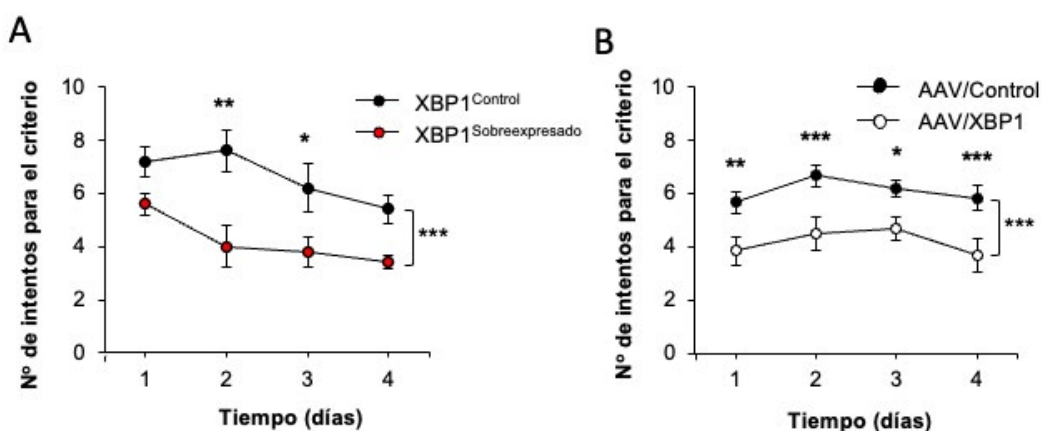 A
Nº de intentos para el criterio
10
8
6
4
2
0
**
*
***
XBP1Control
XBP1Sobreexpresado
1 2 3 4
Tiempo (días)
B
Nº de intentos para el criterio
10
8
6
4
2
0
**
***
*
***
***
AAV/Control
AAV/XBP1
1 2 3 4
Tiempo (días)